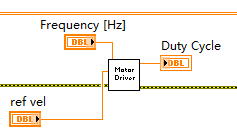 Frequency [Hz]
DBL
Duty Cycle
DBL
Motor
Driver
ref vel
DBL